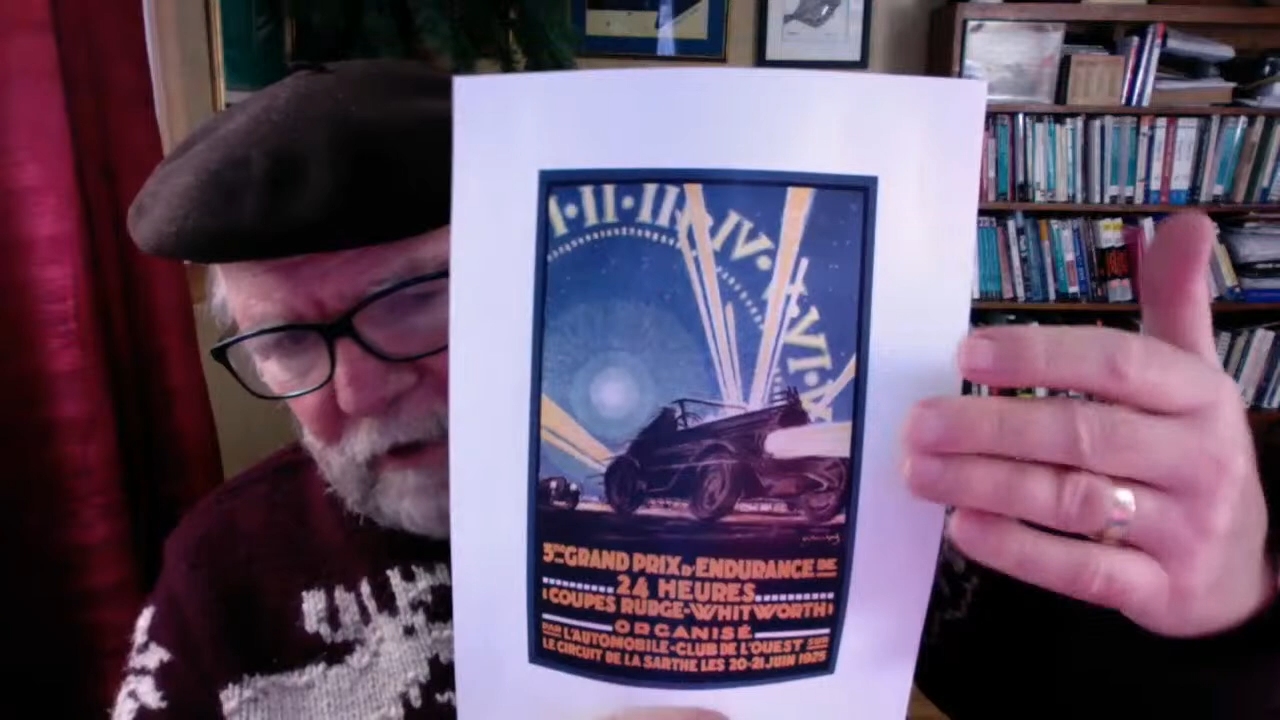 I·II·III·IV·V·VI·V
3ME GRAND PRIX D'ENDURANCE DE
24 HEURES
COUPES RUDGE-WHITWORTH
ORGANISÉ
PAR L'AUTOMOBILE-CLUB DE L'OUEST SUR
LE CIRCUIT DE LA SARTHE LES 20-21 JUIN 1925